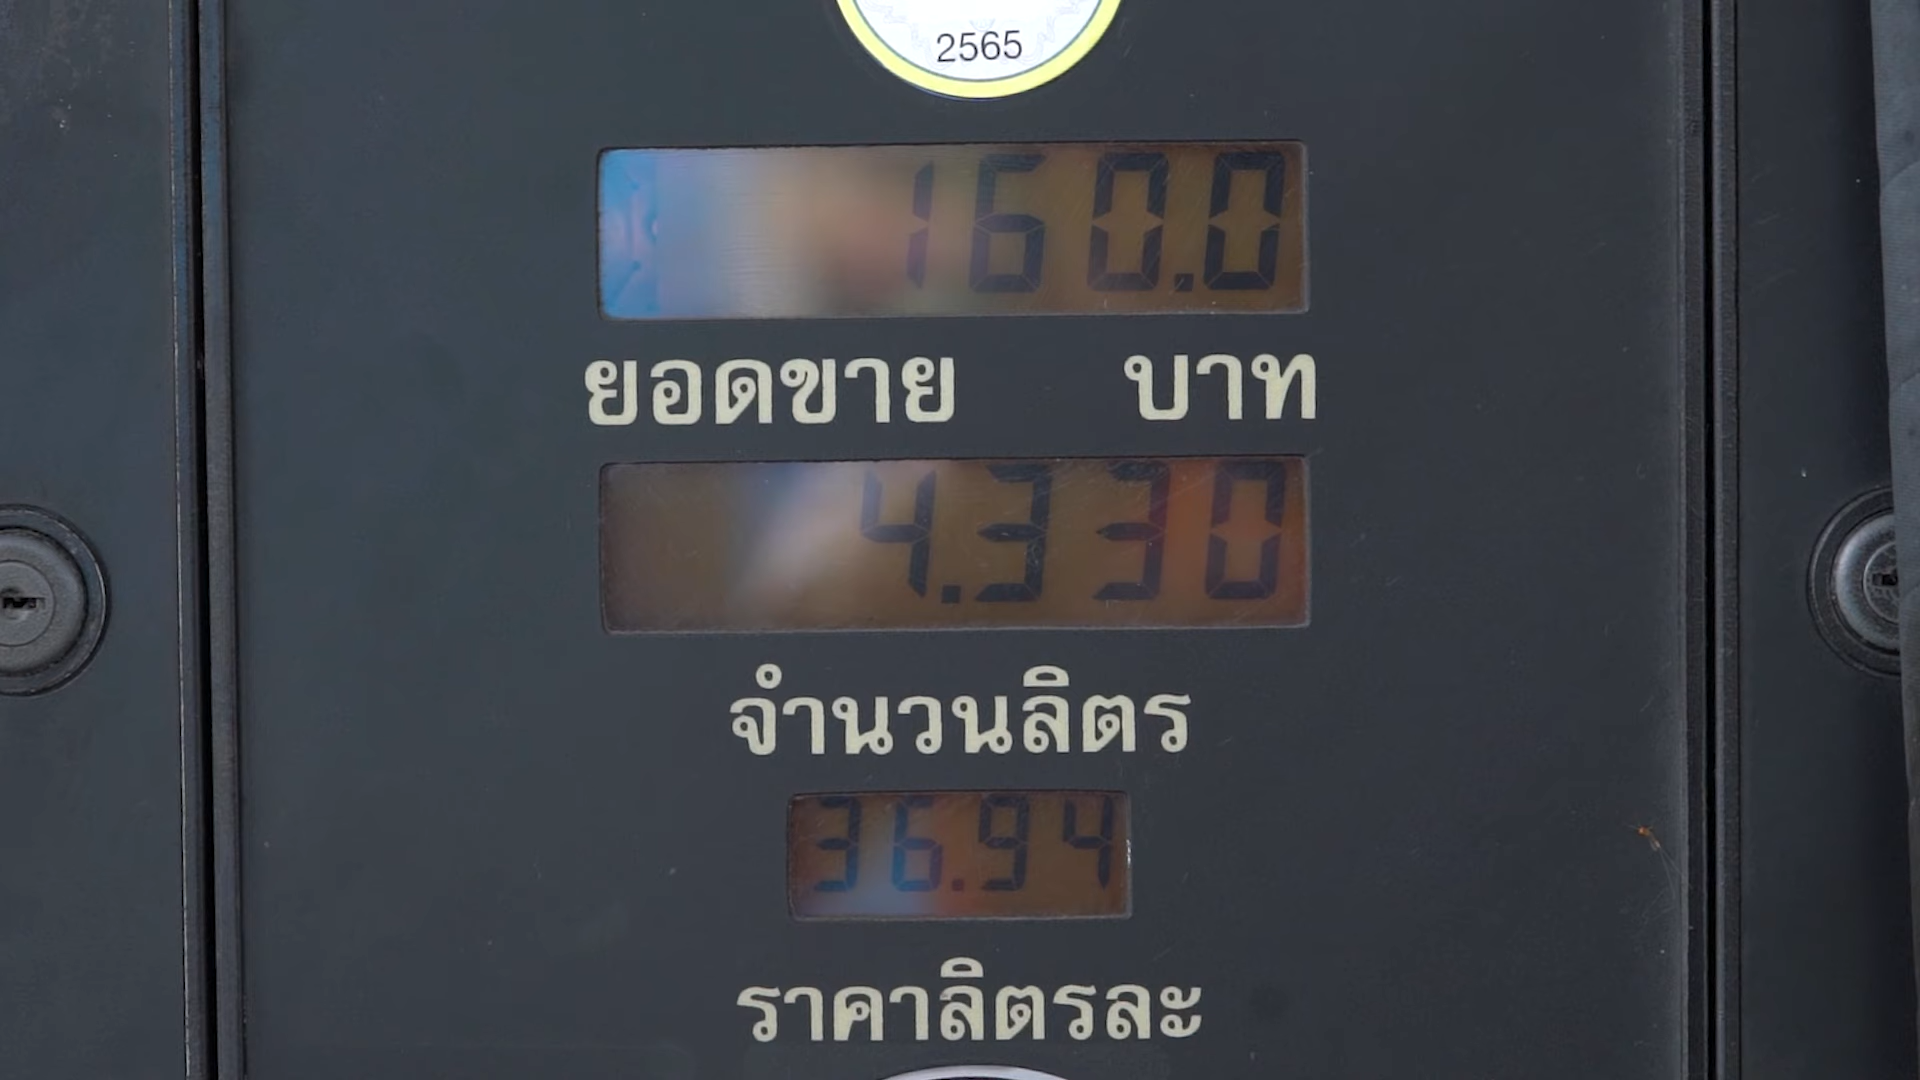 2565
160.0
ยอดขาย บาท
4.330
จำนวนลิตร
36.94
ราคาลิตรละ